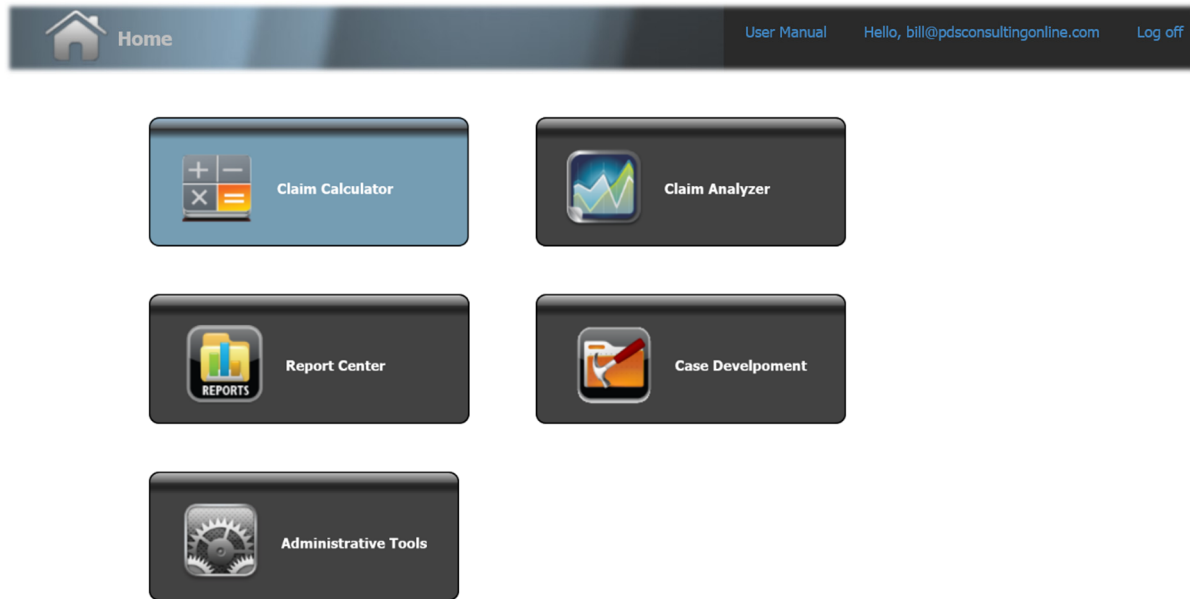 Home
User Manual
Hello, bill@pdsconsultingonline.com
Log off
Claim Calculator
Claim Analyzer
REPORTS
Report Center
Case Develpoment
Administrative Tools